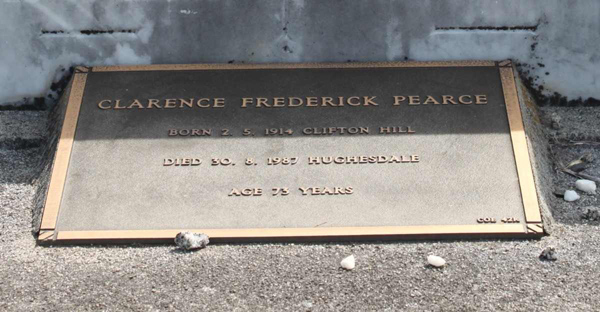 CLARENCE FREDERICK PEARCE
BORN 2. 5. 1914 CLIFTON HILL
DIED 30. 8. 1987 HUGHESDALE
AGE 73 YEARS